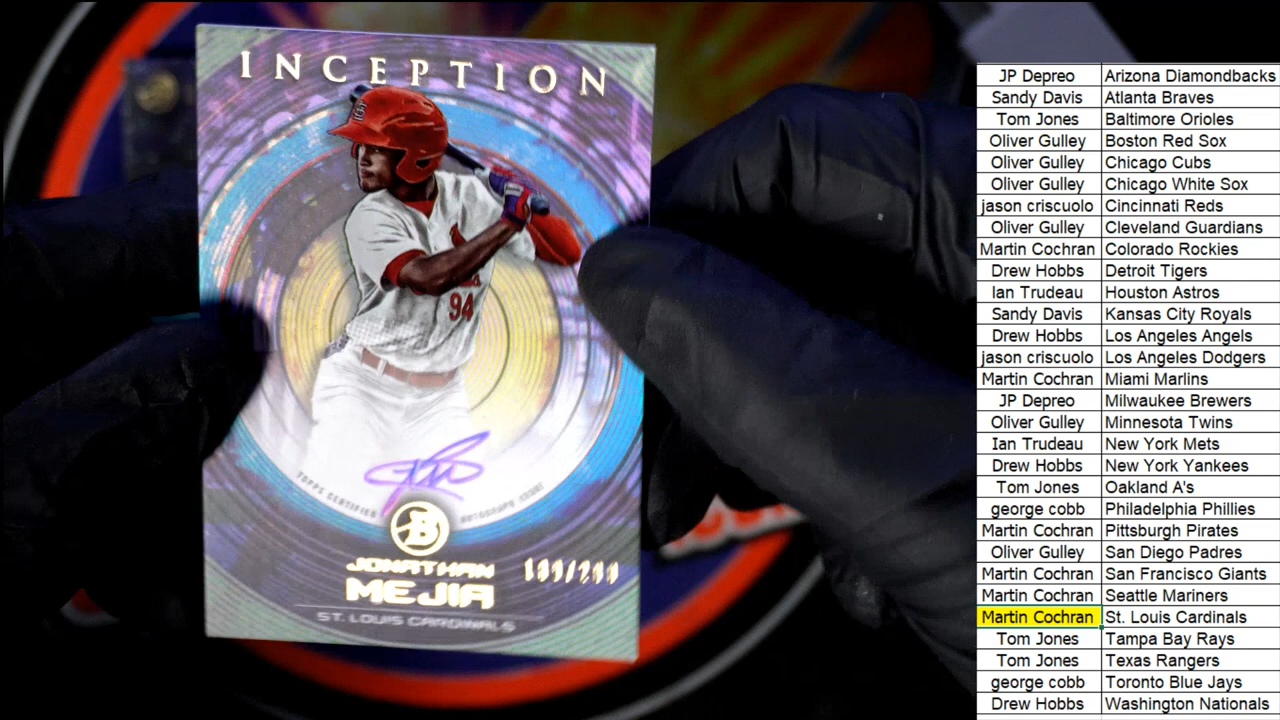 INCEPTION
94
TOPPS CERTIFIED AUTOGRAPH ISSUE
B
JONATHAN
MEJIA
ST. LOUIS CARDINALS
JP Depreo Arizona Diamondbacks
Sandy Davis Atlanta Braves
Tom Jones Baltimore Orioles
Oliver Gulley Boston Red Sox
Oliver Gulley Chicago Cubs
Oliver Gulley Chicago White Sox
jason criscuolo Cincinnati Reds
Oliver Gulley Cleveland Guardians
Martin Cochran Colorado Rockies
Drew Hobbs Detroit Tigers
Ian Trudeau Houston Astros
Sandy Davis Kansas City Royals
Drew Hobbs Los Angeles Angels
jason criscuolo Los Angeles Dodgers
Martin Cochran Miami Marlins
JP Depreo Milwaukee Brewers
Oliver Gulley Minnesota Twins
Ian Trudeau New York Mets
Drew Hobbs New York Yankees
Tom Jones Oakland A's
george cobb Philadelphia Phillies
Martin Cochran Pittsburgh Pirates
Oliver Gulley San Diego Padres
Martin Cochran San Francisco Giants
Martin Cochran Seattle Mariners
Martin Cochran St. Louis Cardinals
Tom Jones Tampa Bay Rays
Tom Jones Texas Rangers
george cobb Toronto Blue Jays
Drew Hobbs Washington Nationals